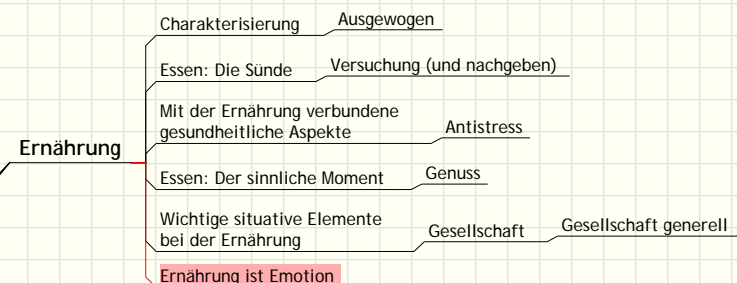 Charakterisierung
Ausgewogen
Essen: Die Sünde
Versuchung (und nachgeben)
Mit der Ernährung verbundene
gesundheitliche Aspekte
Antistress
Ernährung
Essen: Der sinnliche Moment
Genuss
Wichtige situative Elemente
bei der Ernährung
Gesellschaft
Gesellschaft generell
Ernährung ist Emotion